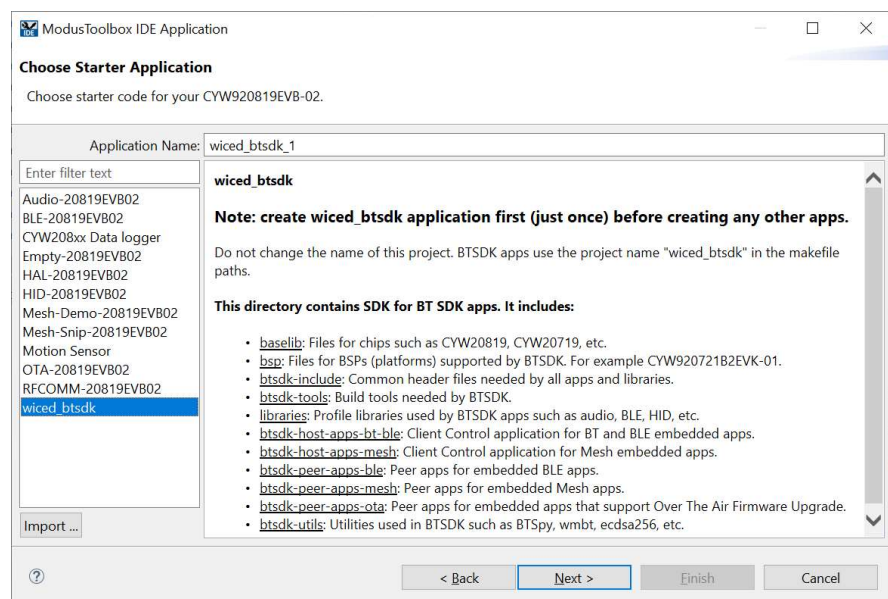 ModusToolbox IDE Application
Choose Starter Application
Choose starter code for your CYW920819EVB-02.
Application Name: wiced_btsdk_1
Enter filter text
Audio-20819EVB02
BLE-20819EVB02
CYW208xx Data logger
Empty-20819EVB02
HAL-20819EVB02
HID-20819EVB02
Mesh-Demo-20819EVB02
Mesh-Snip-20819EVB02
Motion Sensor
OTA-20819EVB02
RFCOMM-20819EVB02
wiced_btsdk
Import ...
wiced_btsdk
Note: create wiced_btsdk application first (just once) before creating any other apps.
Do not change the name of this project. BTSDK apps use the project name "wiced_btsdk" in the makefile
paths.
This directory contains SDK for BT SDK apps. It includes:
• baselib: Files for chips such as CYW20819, CYW20719, etc.
• bsp: Files for BSPs (platforms) supported by BTSDK. For example CYW920721B2EVK-01.
• btsdk-include: Common header files needed by all apps and libraries.
• btsdk-tools: Build tools needed by BTSDK.
• libraries: Profile libraries used by BTSDK apps such as audio, BLE, HID, etc.
• btsdk-host-apps-bt-ble: Client Control application for BT and BLE embedded apps.
• btsdk-host-apps-mesh: Client Control application for Mesh embedded apps.
• btsdk-peer-apps-ble: Peer apps for embedded BLE apps.
• btsdk-peer-apps-mesh: Peer apps for embedded Mesh apps.
• btsdk-peer-apps-ota: Peer apps for embedded apps that support Over The Air Firmware Upgrade.
• btsdk-utils: Utilities used in BTSDK such as BTSpy, wmbt, ecdsa256, etc.
? < Back Next > Finish Cancel